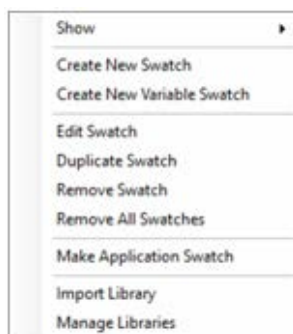 Show
Create New Swatch
Create New Variable Swatch
Edit Swatch
Duplicate Swatch
Remove Swatch
Remove All Swatches
Make Application Swatch
Import Library
Manage Libraries